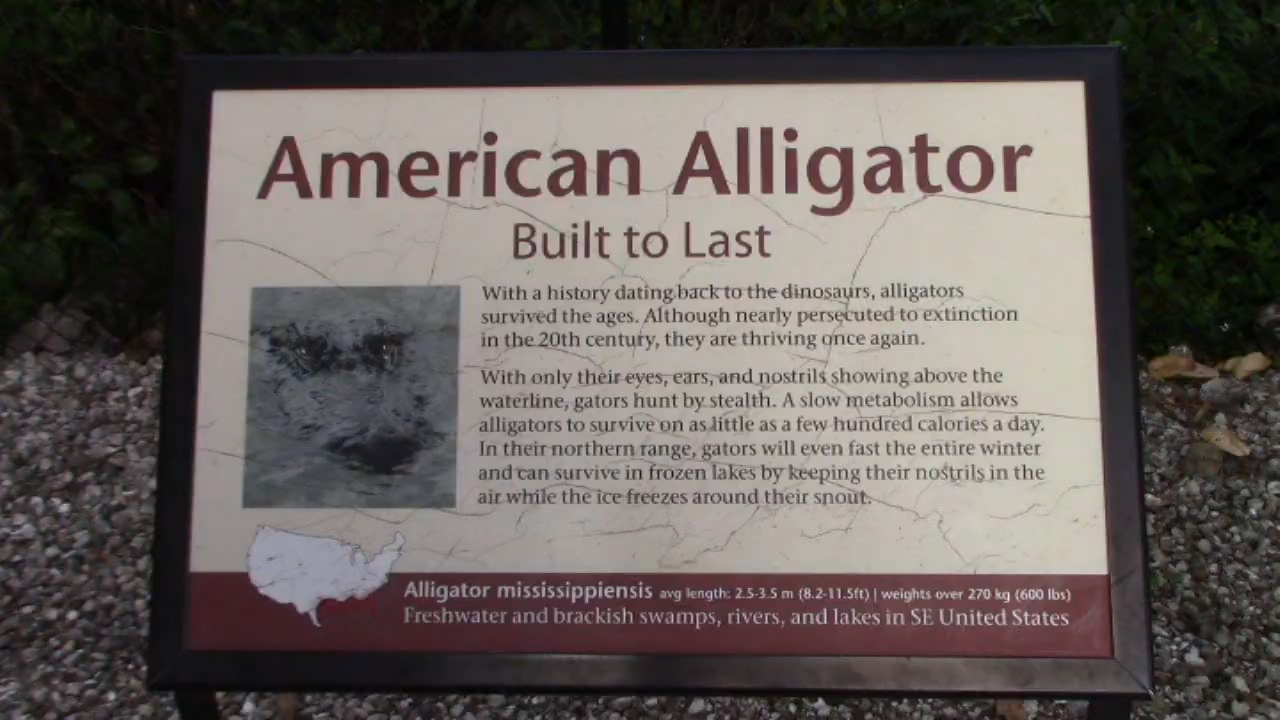 American Alligator
Built to Last
With a history dating back to the dinosaurs, alligators
survived the ages. Although nearly persecuted to extinction
in the 20th century, they are thriving once again.
With only their eyes, ears, and nostrils showing above the
waterline, gators hunt by stealth. A slow metabolism allows
alligators to survive on as little as a few hundred calories a day.
In their northern range, gators will even fast the entire winter
and can survive in frozen lakes by keeping their nostrils in the
air while the ice freezes around their snout.
Alligator mississippiensis avg length: 2.5-3.5 m (8.2-11.5ft) | weights over 270 kg (600 lbs)
Freshwater and brackish swamps, rivers, and lakes in SE United States